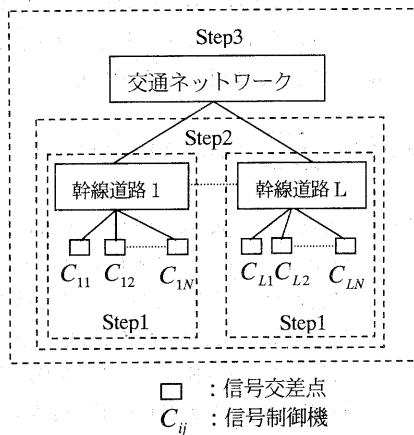 Step3
交通ネットワーク
Step2
幹線道路 1
幹線道路 L
C11 C12 C1N
CL1 CL2 CLN
Step1
Step1
: 信号交差点
Cij : 信号制御機